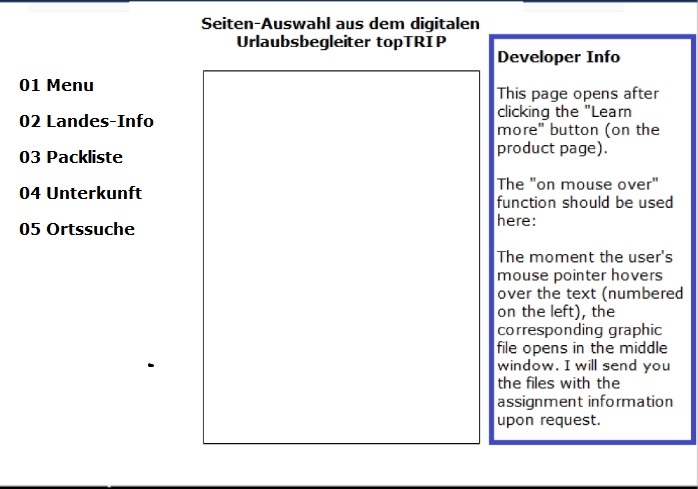 Seiten-Auswahl aus dem digitalen
Urlaubsbegleiter topTRIP
01 Menu
02 Landes-Info
03 Packliste
04 Unterkunft
05 Ortssuche
Developer Info
This page opens after
clicking the "Learn
more" button (on the
product page).
The "on mouse over"
function should be used
here:
The moment the user's
mouse pointer hovers
over the text (numbered
on the left), the
corresponding graphic
file opens in the middle
window. I will send you
the files with the
assignment information
upon request.